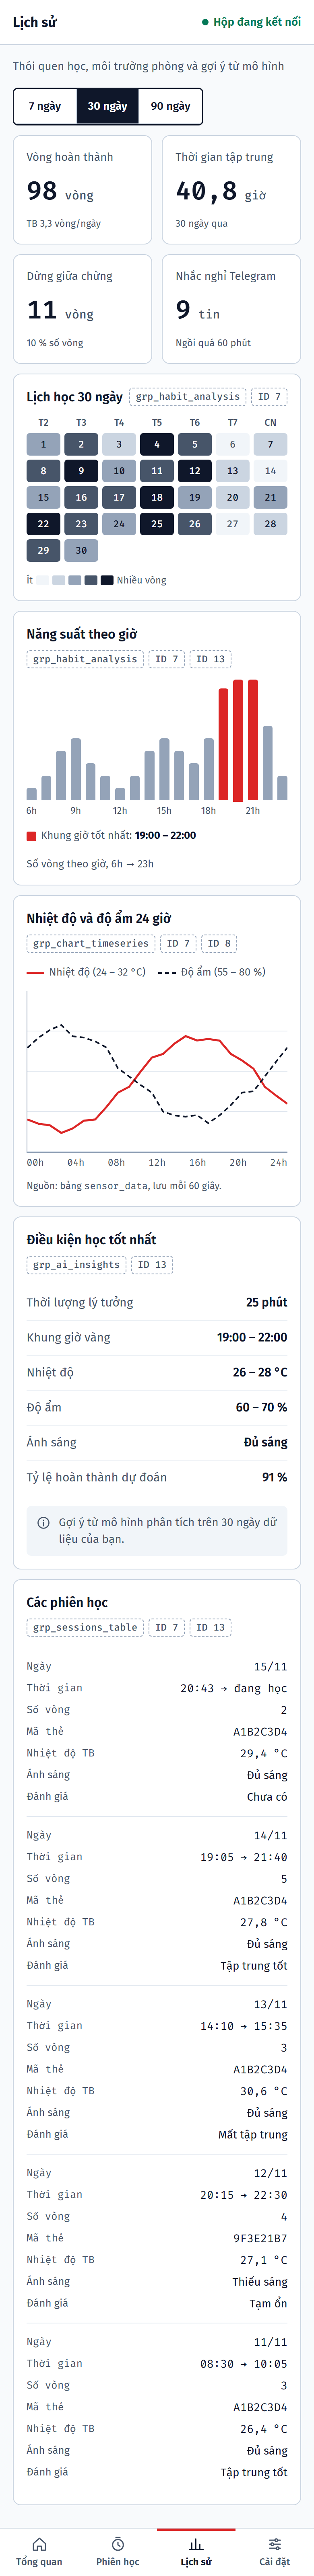 Lịch sử
Hộp đang kết nối
Thói quen học, môi trường phòng và gợi ý từ mô hình
7 ngày 30 ngày 90 ngày
Vòng hoàn thành
98 vòng
TB 3,3 vòng/ngày
Thời gian tập trung
40,8 giờ
30 ngày qua
Dừng giữa chừng
11 vòng
10 % số vòng
Nhắc nghỉ Telegram
9 tin
Ngồi quá 60 phút
Lịch học 30 ngày grp_habit_analysis ID 7
T2 T3 T4 T5 T6 T7 CN
1 2 3 4 5 6 7
8 9 10 11 12 13 14
15 16 17 18 19 20 21
22 23 24 25 26 27 28
29 30
Ít Nhiều vòng
Năng suất theo giờ
grp_habit_analysis ID 7 ID 13
6h 9h 12h 15h 18h 21h
Khung giờ tốt nhất: 19:00 – 22:00
Số vòng theo giờ, 6h → 23h
Nhiệt độ và độ ẩm 24 giờ
grp_chart_timeseries ID 7 ID 8
Nhiệt độ (24 – 32 °C) Độ ẩm (55 – 80 %)
00h 04h 08h 12h 16h 20h 24h
Nguồn: bảng sensor_data, lưu mỗi 60 giây.
Điều kiện học tốt nhất
grp_ai_insights ID 13
Thời lượng lý tưởng 25 phút
Khung giờ vàng 19:00 – 22:00
Nhiệt độ 26 – 28 °C
Độ ẩm 60 – 70 %
Ánh sáng Đủ sáng
Tỷ lệ hoàn thành dự đoán 91 %
Gợi ý từ mô hình phân tích trên 30 ngày dữ
liệu của bạn.
Các phiên học
grp_sessions_table ID 7 ID 13
Ngày 15/11
Thời gian 20:43 → đang học
Số vòng 2
Mã thẻ A1B2C3D4
Nhiệt độ TB 29,4 °C
Ánh sáng Đủ sáng
Đánh giá Chưa có
Ngày 14/11
Thời gian 19:05 → 21:40
Số vòng 5
Mã thẻ A1B2C3D4
Nhiệt độ TB 27,8 °C
Ánh sáng Đủ sáng
Đánh giá Tập trung tốt
Ngày 13/11
Thời gian 14:10 → 15:35
Số vòng 3
Mã thẻ A1B2C3D4
Nhiệt độ TB 30,6 °C
Ánh sáng Đủ sáng
Đánh giá Mất tập trung
Ngày 12/11
Thời gian 20:15 → 22:30
Số vòng 4
Mã thẻ 9F3E21B7
Nhiệt độ TB 27,1 °C
Ánh sáng Thiếu sáng
Đánh giá Tạm ổn
Ngày 11/11
Thời gian 08:30 → 10:05
Số vòng 3
Mã thẻ A1B2C3D4
Nhiệt độ TB 26,4 °C
Ánh sáng Đủ sáng
Đánh giá Tập trung tốt
Tổng quan Phiên học Lịch sử Cài đặt